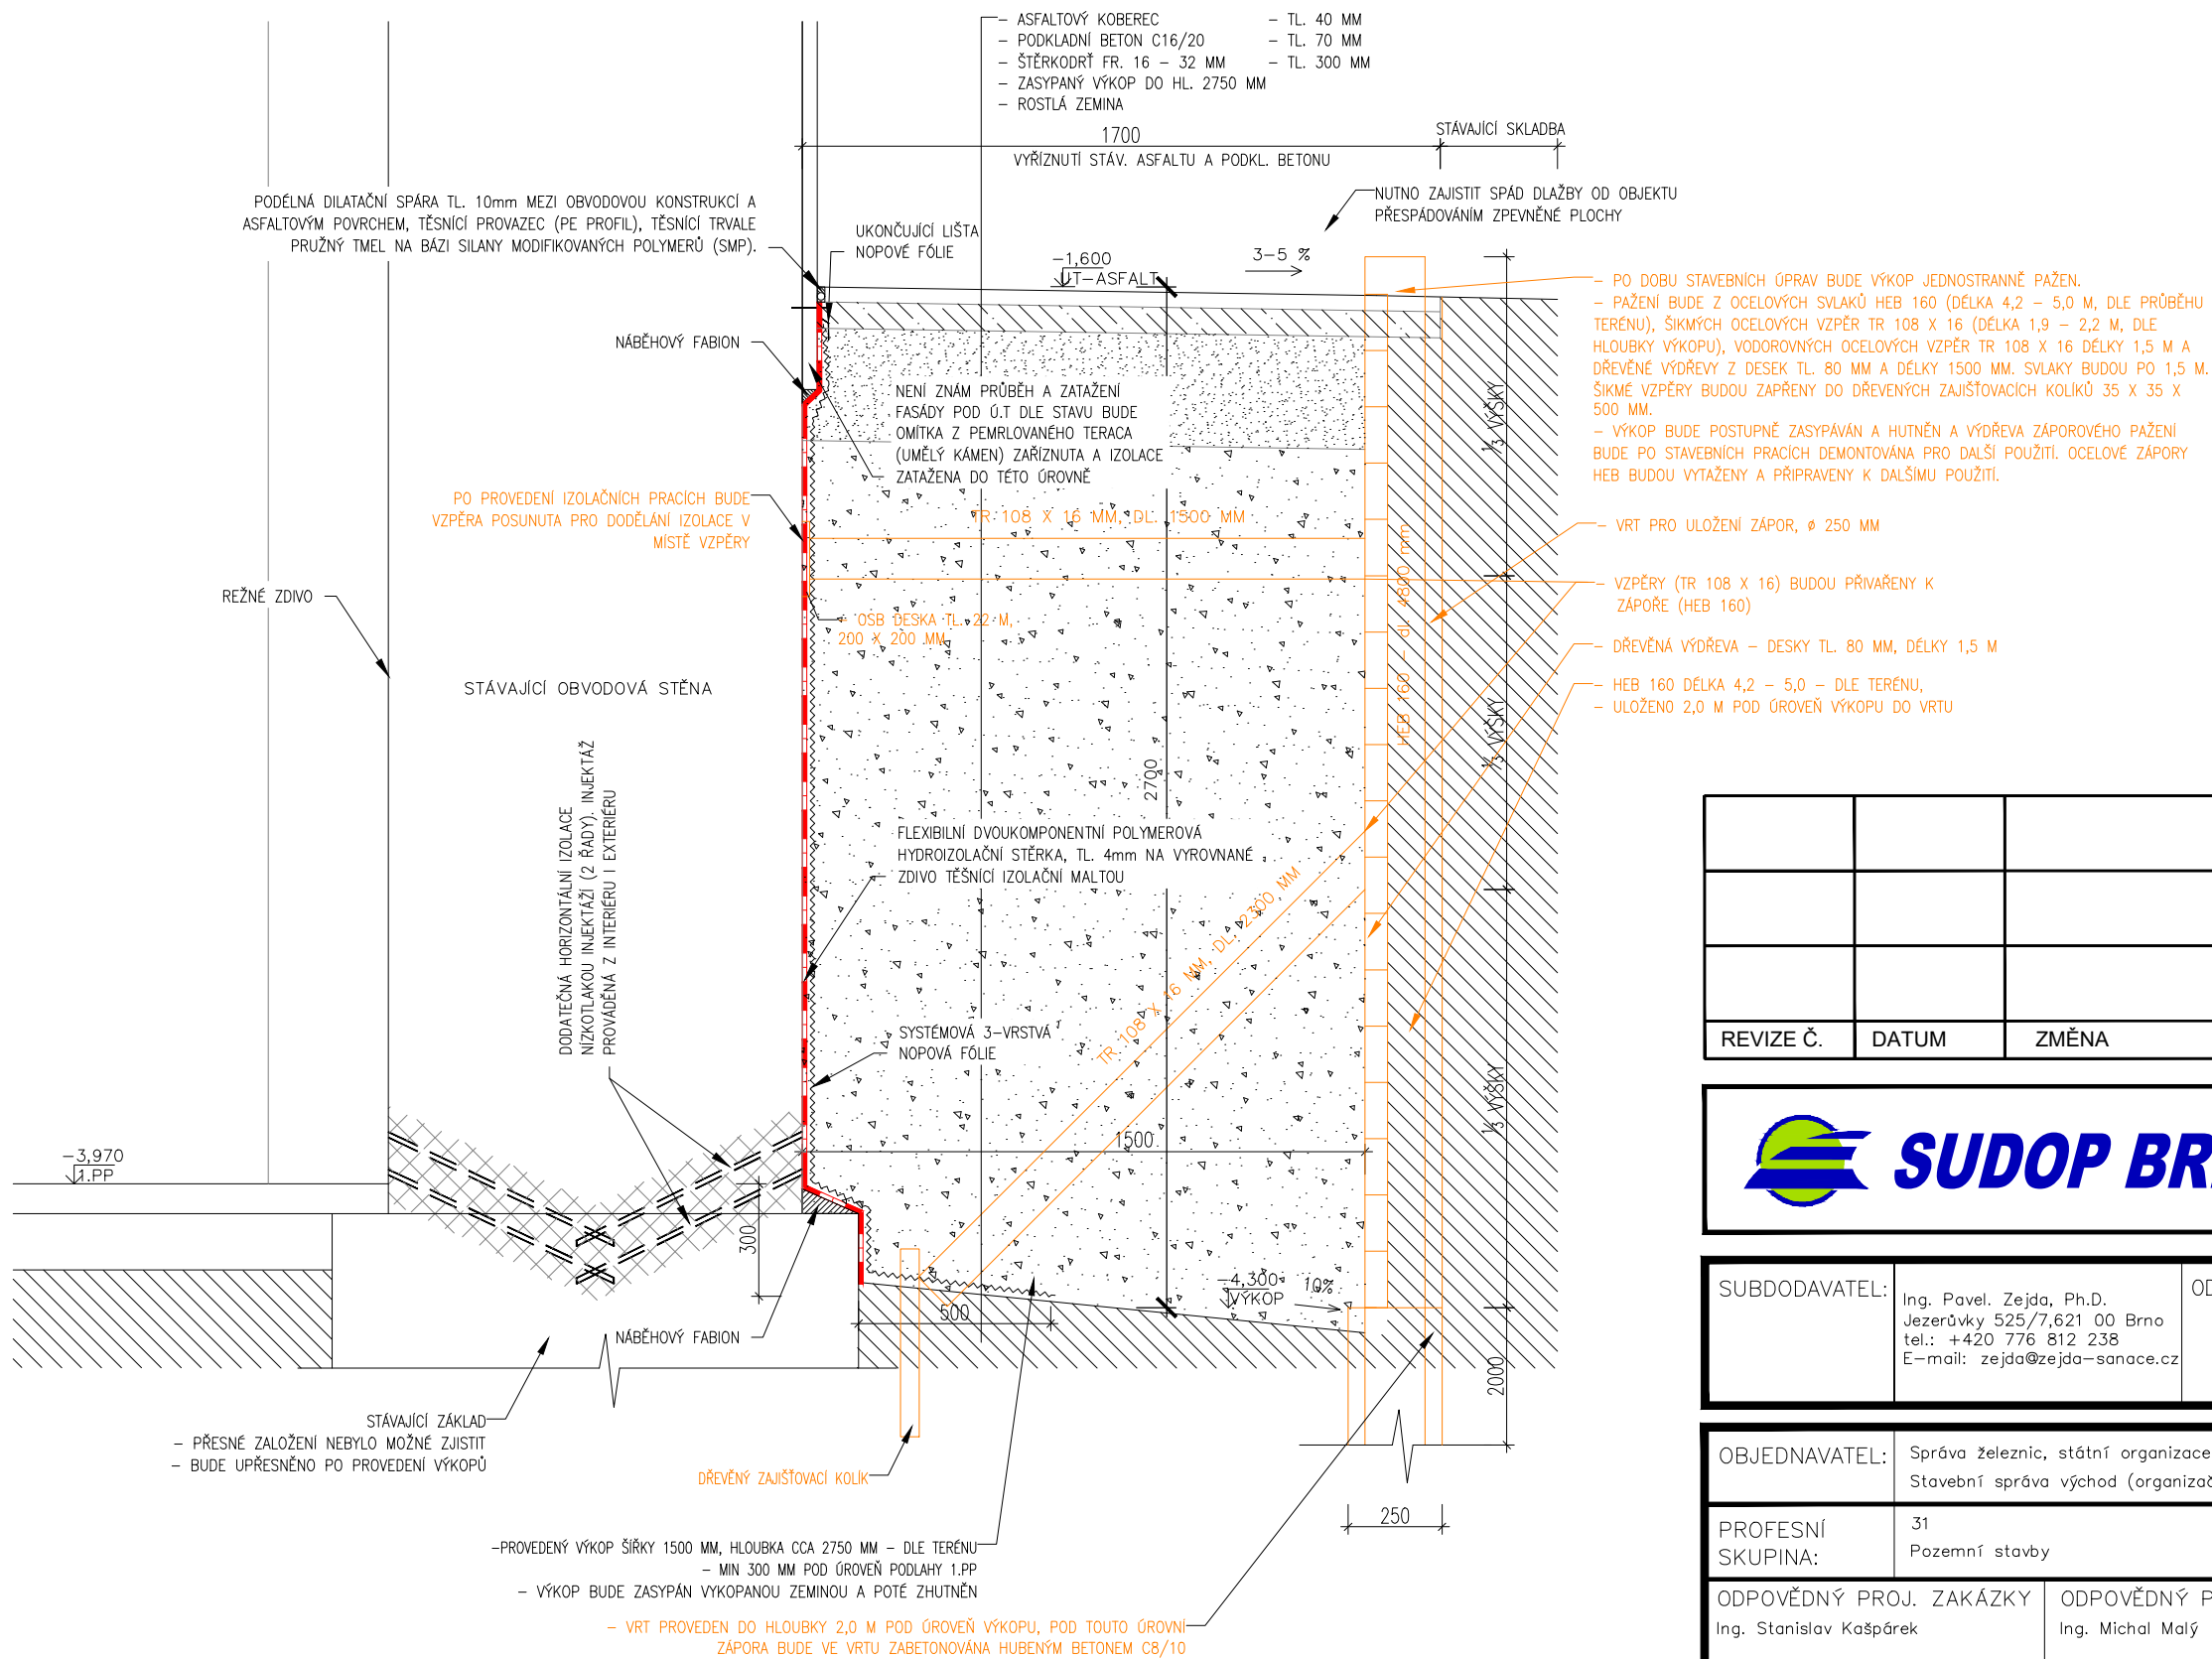 - ASFALTOVÝ KOBEREC - TL. 40 MM
- PODKLADNÍ BETON C16/20 - TL. 70 MM
- ŠTĚRKODRŤ FR. 16 - 32 MM - TL. 300 MM
- ZASYPANÝ VÝKOP DO HL. 2750 MM
- ROSTLÁ ZEMINA
1700
STÁVAJÍCÍ SKLADBA
VYŘÍZNUTÍ STÁV. ASFALTU A PODKL. BETONU
PODÉLNÁ DILATAČNÍ SPÁRA TL. 10mm MEZI OBVODOVOU KONSTRUKCÍ A
ASFALTOVÝM POVRCHEM, TĚSNÍCÍ PROVAZEC (PE PROFIL), TĚSNÍCÍ TRVALE
PRUŽNÝ TMEL NA BÁZI SILANY MODIFIKOVANÝCH POLYMERŮ (SMP).
UKONČUJÍCÍ LIŠTA
NOPOVÉ FÓLIE
NUTNO ZAJISTIT SPÁD DLAŽBY OD OBJEKTU
PŘESPÁDOVÁNÍM ZPEVNĚNÉ PLOCHY
-1,600
UT-ASFALT
3-5 %
- PO DOBU STAVEBNÍCH ÚPRAV BUDE VÝKOP JEDNOSTRANNĚ PAŽEN.
- PAŽENÍ BUDE Z OCELOVÝCH SVLAKŮ HEB 160 (DÉLKA 4,2 - 5,0 M, DLE PRŮBĚHU
TERÉNU), ŠIKMÝCH OCELOVÝCH VZPĚR TR 108 X 16 (DÉLKA 1,9 - 2,2 M, DLE
HLOUBKY VÝKOPU), VODOROVNÝCH OCELOVÝCH VZPĚR TR 108 X 16 DÉLKY 1,5 M A
DŘEVĚNÉ VÝDŘEVY Z DESEK TL. 80 MM A DÉLKY 1500 MM. SVLAKY BUDOU PO 1,5 M.
ŠIKMÉ VZPĚRY BUDOU ZAPŘENY DO DŘEVENÝCH ZAJIŠŤOVACÍCH KOLÍKŮ 35 X 35 X
500 MM.
- VÝKOP BUDE POSTUPNĚ ZASYPÁVÁN A HUTNĚN A VÝDŘEVA ZÁPOROVÉHO PAŽENÍ
BUDE PO STAVEBNÍCH PRACÍCH DEMONTOVÁNA PRO DALŠÍ POUŽITÍ. OCELOVÉ ZÁPORY
HEB BUDOU VYTAŽENY A PŘIPRAVENY K DALŠÍMU POUŽITÍ.
NÁBĚHOVÝ FABION
NENÍ ZNÁM PRŮBĚH A ZATAŽENÍ
FASÁDY POD Ú.T DLE STAVU BUDE
OMÍTKA Z PEMRLOVANÉHO TERACA
(UMĚLÝ KÁMEN) ZAŘÍZNUTA A IZOLACE
ZATAŽENA DO TÉTO ÚROVNĚ
1/3 VÝŠKY
PO PROVEDENÍ IZOLAČNÍCH PRACÍCH BUDE
VZPĚRA POSUNUTA PRO DODĚLÁNÍ IZOLACE V
MÍSTĚ VZPĚRY
TR 108 X 16 MM, DL. 1500 MM
- VRT PRO ULOŽENÍ ZÁPOR, ø 250 MM
- VZPĚRY (TR 108 X 16) BUDOU PŘIVAŘENY K
ZÁPOŘE (HEB 160)
REŽNÉ ZDIVO
- OSB DESKA TL. 22 M,
200 X 200 MM
HEB 160 - dl. 4800 mm
- DŘEVĚNÁ VÝDŘEVA - DESKY TL. 80 MM, DÉLKY 1,5 M
STÁVAJÍCÍ OBVODOVÁ STĚNA
- HEB 160 DÉLKA 4,2 - 5,0 - DLE TERÉNU,
- ULOŽENO 2,0 M POD ÚROVEŇ VÝKOPU DO VRTU
1/3 VÝŠKY
2700
DODATEČNÁ HORIZONTÁLNÍ IZOLACE
NÍZKOTLAKOU INJEKTÁŽÍ (2 ŘADY). INJEKTÁŽ
PROVÁDĚNÁ Z INTERIÉRU I EXTERIÉRU
FLEXIBILNÍ DVOUKOMPONENTNÍ POLYMEROVÁ
HYDROIZOLAČNÍ STĚRKA, TL. 4mm NA VYROVNANÉ
ZDIVO TĚŠNÍCÍ IZOLAČNÍ MALTOU
TR 108 X 16 MM, DL. 2300 MM
SYSTÉMOVÁ 3-VRSTVÁ
NOPOVÁ FÓLIE
REVIZE Č. DATUM ZMĚNA
1/3 VÝŠKY
1500
-3,970
1.PP
SUDOP BR
300
-4,300
VÝKOP
10%
500
NÁBĚHOVÝ FABION
SUBDODAVATEL:
Ing. Pavel. Zejda, Ph.D.
Jezerůvky 525/7,621 00 Brno
tel.: +420 776 812 238
E-mail: zejda@zejda-sanace.cz
OD
2000
STÁVAJÍCÍ ZÁKLAD
- PŘESNÉ ZALOŽENÍ NEBYLO MOŽNÉ ZJISTIT
- BUDE UPŘESNĚNO PO PROVEDENÍ VÝKOPŮ
DŘEVĚNÝ ZAJIŠŤOVACÍ KOLÍK
OBJEDNAVATEL:
Správa železnic, státní organizace
Stavební správa východ (organizač
250
-PROVEDENÝ VÝKOP ŠÍŘKY 1500 MM, HLOUBKA CCA 2750 MM - DLE TERÉNU
- MIN 300 MM POD ÚROVEŇ PODLAHY 1.PP
- VÝKOP BUDE ZASYPÁN VYKOPANOU ZEMINOU A POTÉ ZHUTNĚN
PROFESNÍ
SKUPINA:
31
Pozemní stavby
- VRT PROVEDEN DO HLOUBKY 2,0 M POD ÚROVEŇ VÝKOPU, POD TOUTO ÚROVNÍ
ZÁPORA BUDE VE VRTU ZABETONOVÁNA HUBENÝM BETONEM C8/10
ODPOVĚDNÝ PROJ. ZAKÁZKY
Ing. Stanislav Kašpárek
ODPOVĚDNÝ P
Ing. Michal Malý